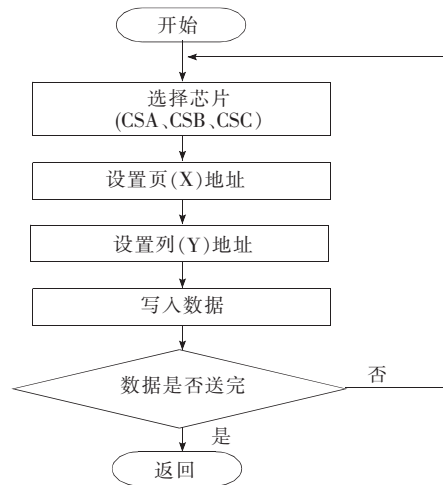 开始
选择芯片
(CSA、CSB、CSC)
设置页(X)地址
设置列(Y)地址
写入数据
数据是否送完
否
是
返回